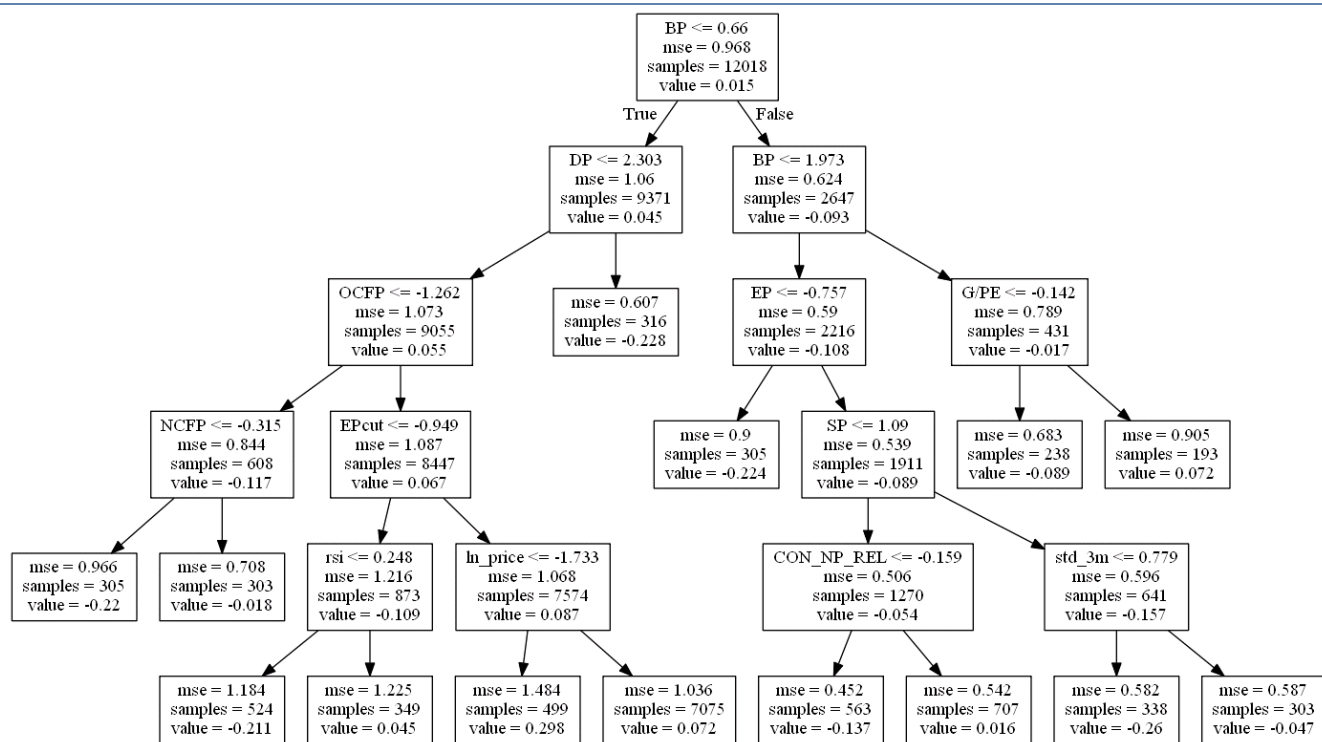 BP <= 0.66
mse = 0.968
samples = 12018
value = 0.015
True
False
DP <= 2.303
mse = 1.06
samples = 9371
value = 0.045
BP <= 1.973
mse = 0.624
samples = 2647
value = -0.093
OCFP <= -1.262
mse = 1.073
samples = 9055
value = 0.055
mse = 0.607
samples = 316
value = -0.228
EP <= -0.757
mse = 0.59
samples = 2216
value = -0.108
G/PE <= -0.142
mse = 0.789
samples = 431
value = -0.017
NCFP <= -0.315
mse = 0.844
samples = 608
value = -0.117
EPcut <= -0.949
mse = 1.087
samples = 8447
value = 0.067
mse = 0.9
samples = 305
value = -0.224
SP <= 1.09
mse = 0.539
samples = 1911
value = -0.089
mse = 0.683
samples = 238
value = -0.089
mse = 0.905
samples = 193
value = 0.072
mse = 0.966
samples = 305
value = -0.22
mse = 0.708
samples = 303
value = -0.018
rsi <= 0.248
mse = 1.216
samples = 873
value = -0.109
ln_price <= -1.733
mse = 1.068
samples = 7574
value = 0.087
CON_NP_REL <= -0.159
mse = 0.506
samples = 1270
value = -0.054
std_3m <= 0.779
mse = 0.596
samples = 641
value = -0.157
mse = 1.184
samples = 524
value = -0.211
mse = 1.225
samples = 349
value = 0.045
mse = 1.484
samples = 499
value = 0.298
mse = 1.036
samples = 7075
value = 0.072
mse = 0.452
samples = 563
value = -0.137
mse = 0.542
samples = 707
value = 0.016
mse = 0.582
samples = 338
value = -0.26
mse = 0.587
samples = 303
value = -0.047